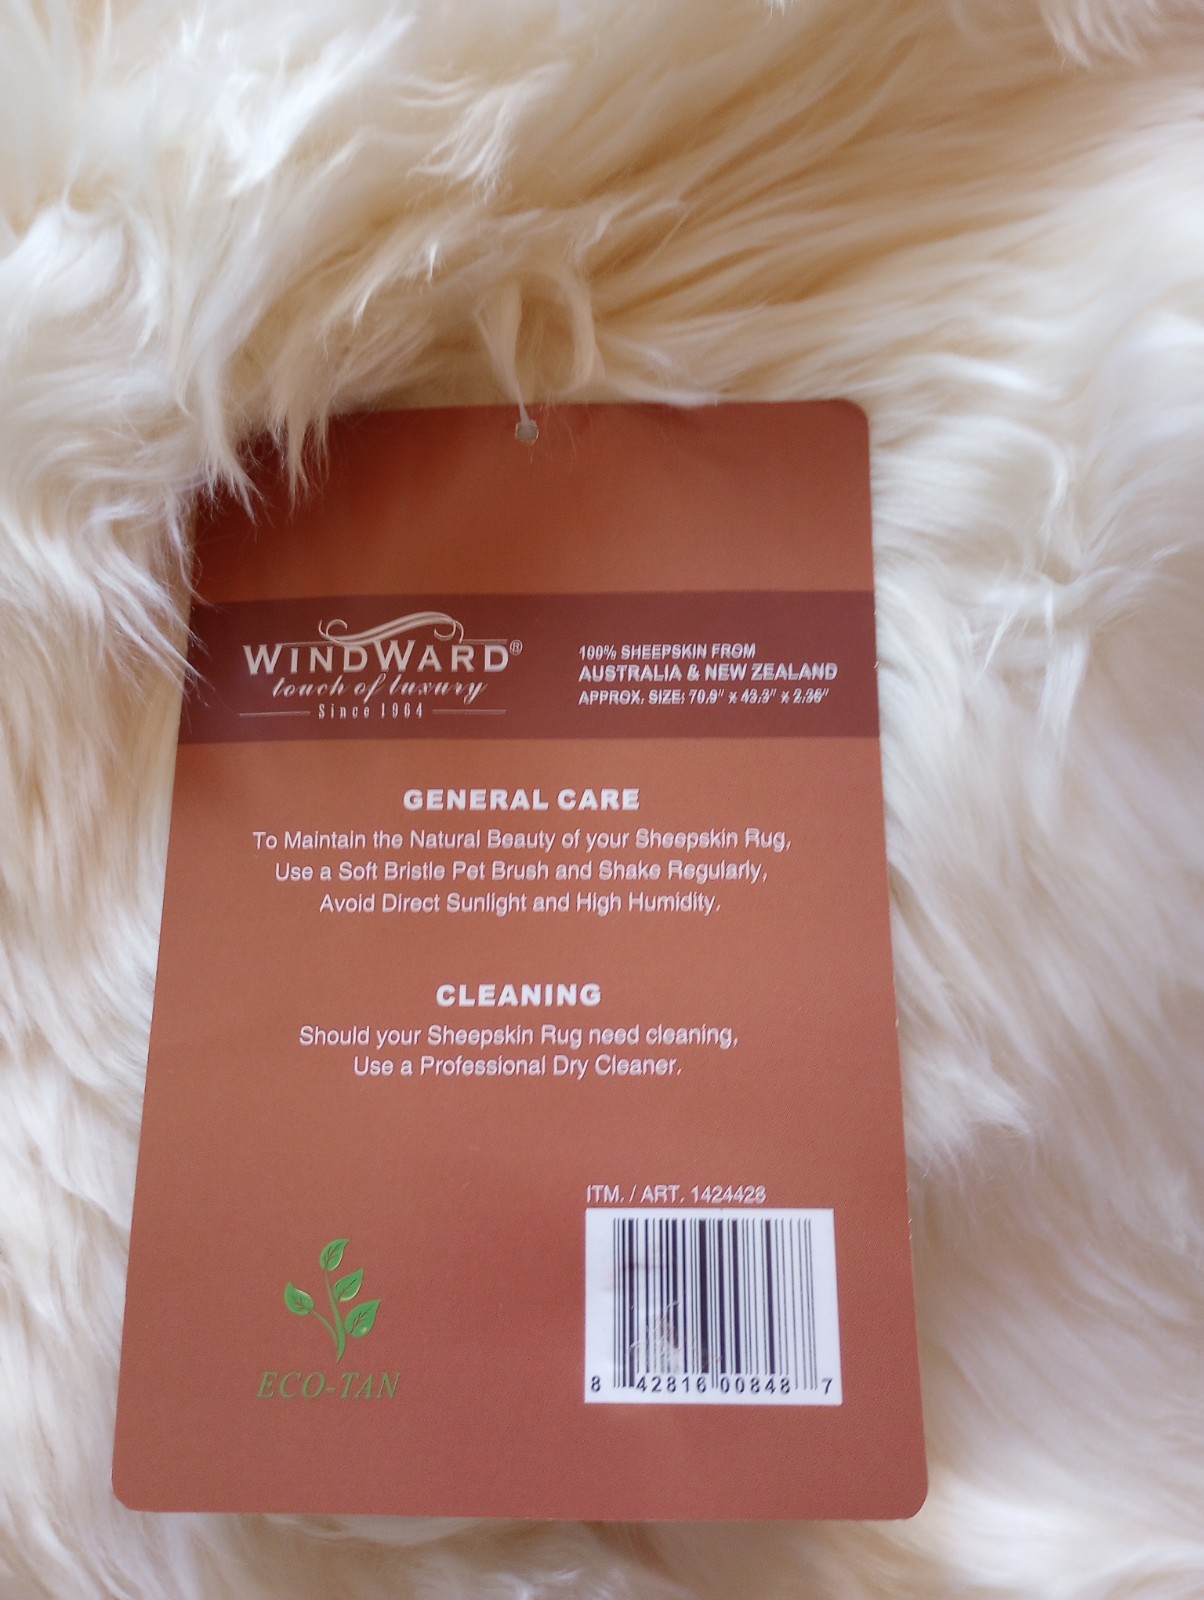 WINDWARD®
touch of luxury
Since 1964
100% SHEEPSKIN FROM
AUSTRALIA & NEW ZEALAND
APPROX. SIZE: 70.9" x 43.3" x 2.36"
GENERAL CARE
To Maintain the Natural Beauty of your Sheepskin Rug,
Use a Soft Bristle Pet Brush and Shake Regularly,
Avoid Direct Sunlight and High Humidity.
CLEANING
Should your Sheepskin Rug need cleaning,
Use a Professional Dry Cleaner.
ITM. / ART. 1424428
8 42816 00848 7
ECO-TAN